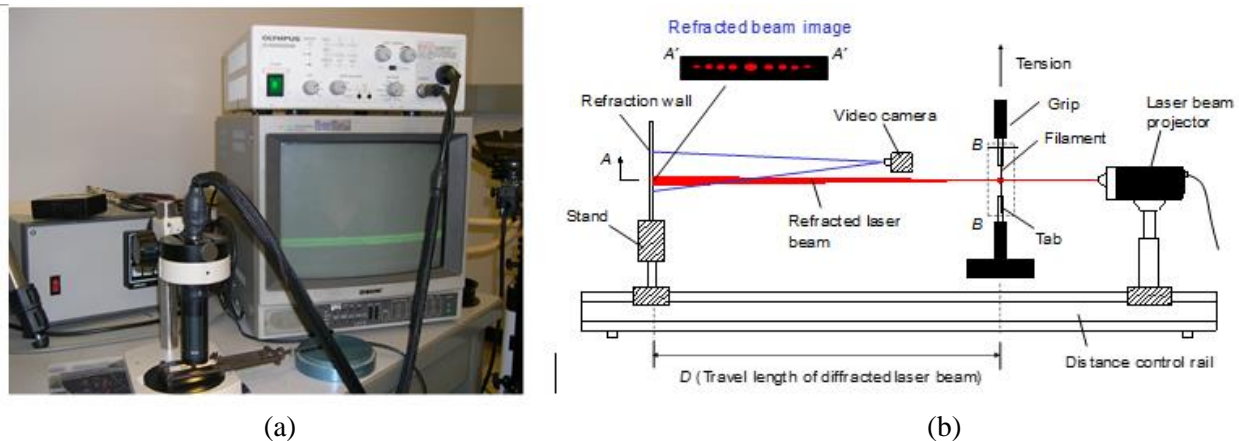 OLYMPUS
SONY
Refracted beam image
A' A'
Tension
Refraction wall
Video camera
Grip
Filament
Laser beam
projector
A
B
Stand
Refracted laser
beam
B
Tab
Distance control rail
D (Travel length of diffracted laser beam)
(a) (b)